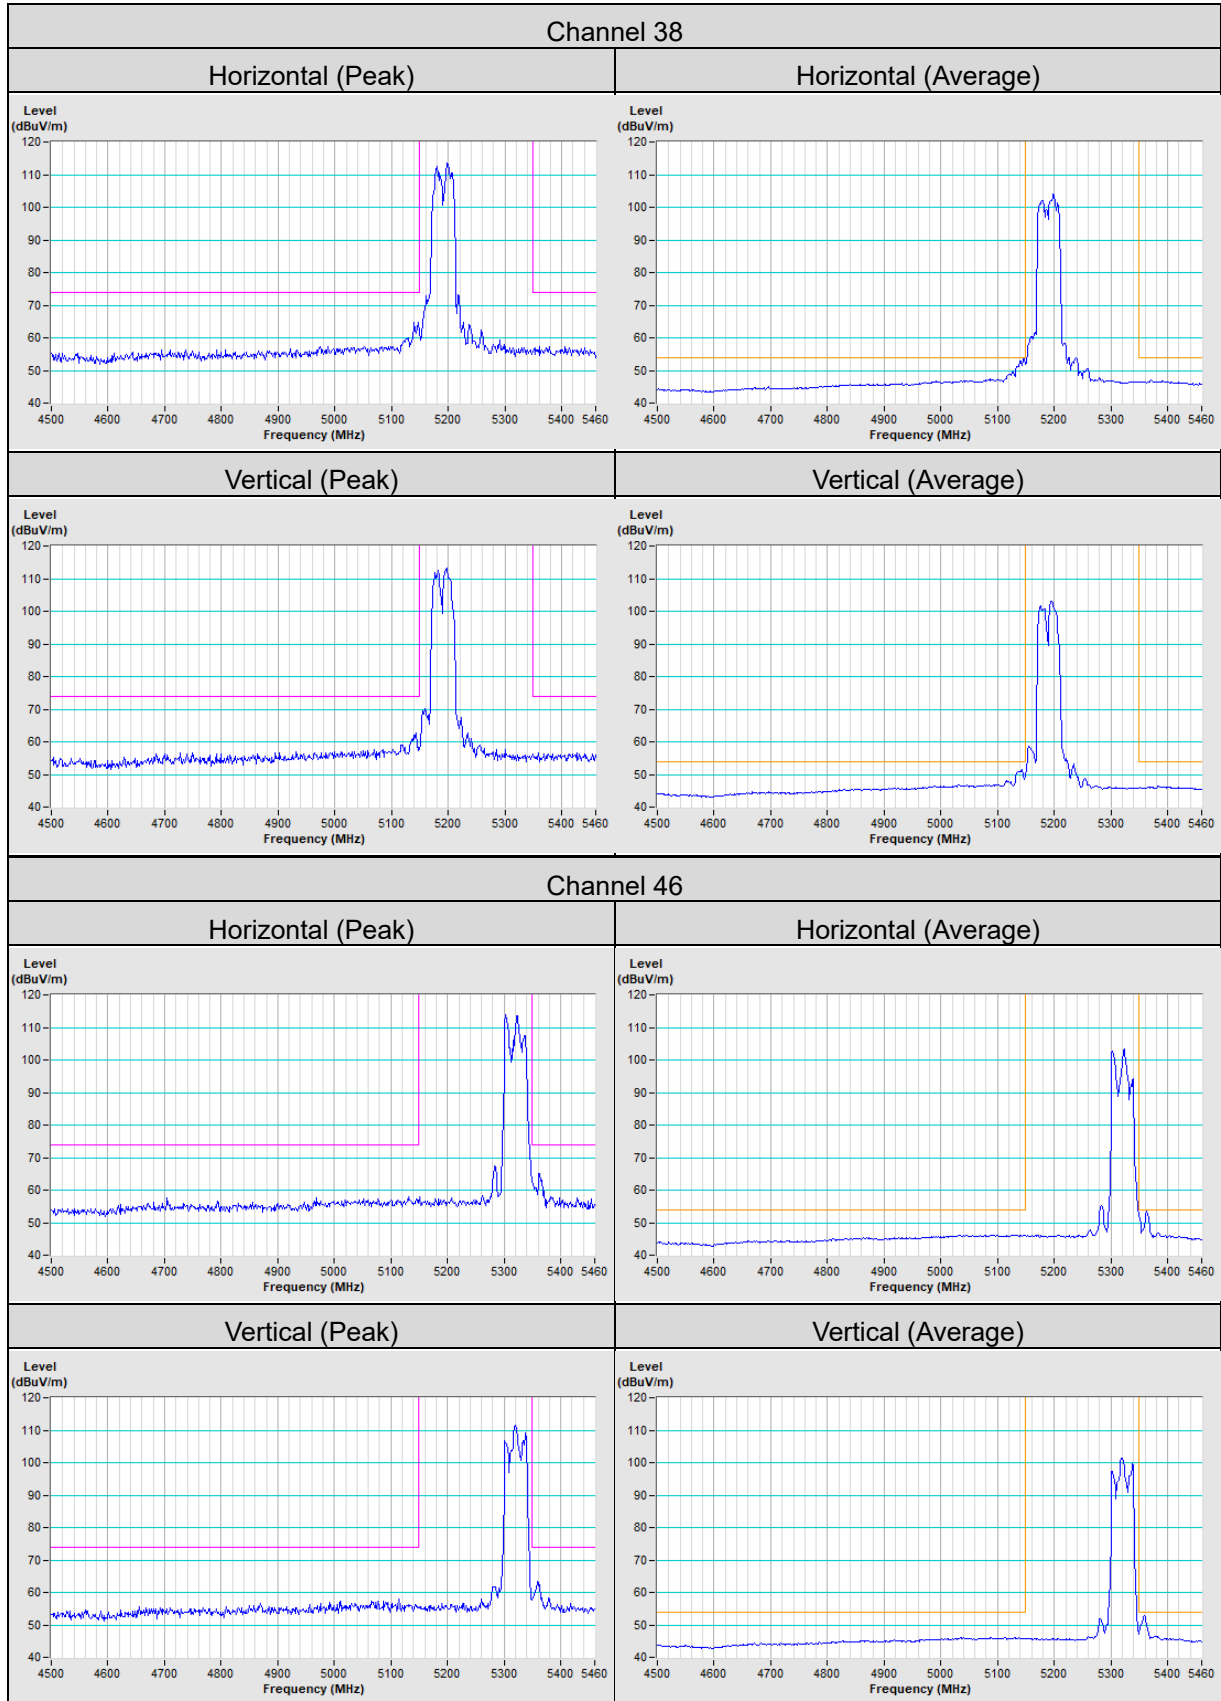 Channel 38
Horizontal (Peak) Horizontal (Average)
Level Level
(dBuV/m) (dBuV/m)
120 120
110 110
100 100
90 90
80 80
70 70
60 60
50 50
40 40
4500 4600 4700 4800 4900 5000 5100 5200 5300 5400 5460 4500 4600 4700 4800 4900 5000 5100 5200 5300 5400 5460
Frequency (MHz) Frequency (MHz)
Vertical (Peak) Vertical (Average)
Level Level
(dBuV/m) (dBuV/m)
120 120
110 110
100 100
90 90
80 80
70 70
60 60
50 50
40 40
4500 4600 4700 4800 4900 5000 5100 5200 5300 5400 5460 4500 4600 4700 4800 4900 5000 5100 5200 5300 5400 5460
Frequency (MHz) Frequency (MHz)
Channel 46
Horizontal (Peak) Horizontal (Average)
Level Level
(dBuV/m) (dBuV/m)
120 120
110 110
100 100
90 90
80 80
70 70
60 60
50 50
40 40
4500 4600 4700 4800 4900 5000 5100 5200 5300 5400 5460 4500 4600 4700 4800 4900 5000 5100 5200 5300 5400 5460
Frequency (MHz) Frequency (MHz)
Vertical (Peak) Vertical (Average)
Level Level
(dBuV/m) (dBuV/m)
120 120
110 110
100 100
90 90
80 80
70 70
60 60
50 50
40 40
4500 4600 4700 4800 4900 5000 5100 5200 5300 5400 5460 4500 4600 4700 4800 4900 5000 5100 5200 5300 5400 5460
Frequency (MHz) Frequency (MHz)